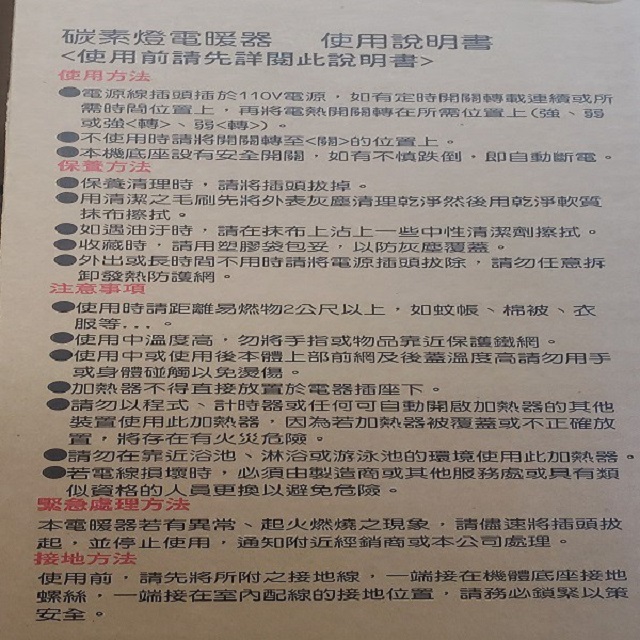 碳素燈電暖器 使用說明書
<使用前請先詳閱此說明書>
使用方法
●電源線插頭插於110V電源，如有定時開關轉載連續或所
需時間位置上，再將電熱開關轉在所需位置上(強、弱
或強<轉>、弱<轉>)。
●不使用時請將開關轉至<關>的位置上。
●本機底座設有安全開關，如有不慎跌倒，即自動斷電。
保養方法
●保養清理時，請將插頭拔掉。
●用清潔之毛刷先將外表灰塵清理乾淨然後用乾淨軟質
抹布擦拭。
●如遇油汙時，請在抹布上沾上一些中性清潔劑擦拭。
●收藏時，請用塑膠袋包妥，以防灰塵覆蓋。
●外出或長時間不用時請將電源插頭拔除，請勿任意拆
卸發熱防護網。
注意事項
●使用時請距離易燃物2公尺以上，如蚊帳、棉被、衣
服等...。
●使用中溫度高，勿將手指或物品靠近保護鐵網。
●使用中或使用後本體上部前網及後蓋溫度高請勿用手
或身體碰觸以免燙傷。
●加熱器不得直接放置於電器插座下。
●請勿以程式、計時器或任何可自動開啟加熱器的其他
裝置使用此加熱器，因為若加熱器被覆蓋或不正確放
置，將存在有火災危險。
●請勿在靠近浴池、淋浴或游泳池的環境使用此加熱器。
●若電線損壞時，必須由製造商或其他服務處或具有類
似資格的人員更換以避免危險。
緊急處理方法
本電暖器若有異常、起火燃燒之現象，請儘速將插頭拔
起，並停止使用，通知附近經銷商或本公司處理。
接地方法
使用前，請先將所附之接地線，一端接在機體底座接地
螺絲，一端接在室內配線的接地位置，請務必鎖緊以策
安全。